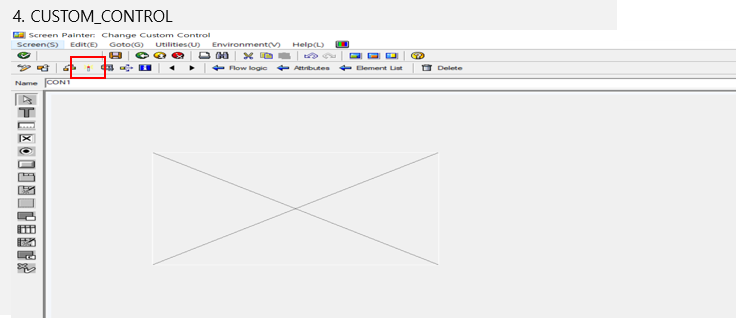 4. CUSTOM_CONTROL
Screen Painter: Change Custom Control
Screen(S) Edit(E) Goto(G) Utilities(U) Environment(V) Help(L)
Flow logic Attributes Element List Delete
Name CON1